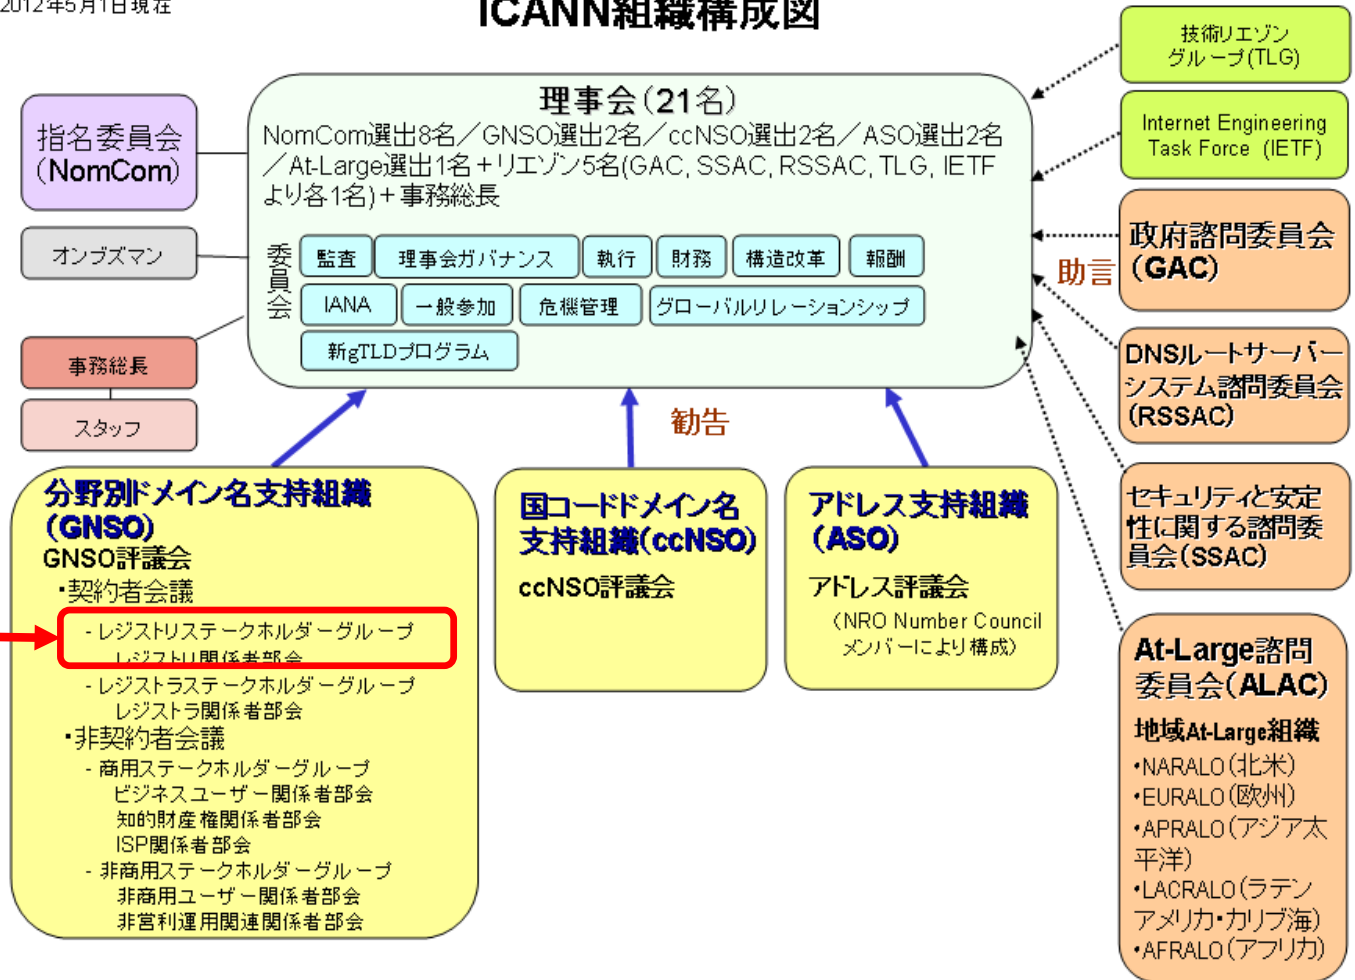 2012年5月1日現在
ICANN組織構成図
技術リエゾン
グループ(TLG)
Internet Engineering
Task Force (IETF)
指名委員会
(NomCom)
理事会(21名)
NomCom選出8名／GNSO選出2名／ccNSO選出2名／ASO選出2名
／At-Large選出1名＋リエゾン5名(GAC, SSAC, RSSAC, TLG, IETF
より各1名)＋事務総長
オンブズマン
委員会
監査
理事会ガバナンス
執行
財務
構造改革
報酬
IANA
一般参加
危機管理
グローバルリレーションシップ
新gTLDプログラム
助言
政府諮問委員会
(GAC)
事務総長
スタッフ
DNSルートサーバー
システム諮問委員会
(RSSAC)
勧告
セキュリティと安定
性に関する諮問委
員会(SSAC)
分野別ドメイン名支持組織
(GNSO)
GNSO評議会
・契約者会議
- レジストリステークホルダーグループ
レジストリ関係者部会
- レジストラステークホルダーグループ
レジストラ関係者部会
・非契約者会議
- 商用ステークホルダーグループ
ビジネスユーザー関係者部会
知的財産権関係者部会
ISP関係者部会
- 非商用ステークホルダーグループ
非商用ユーザー関係者部会
非営利運用関連関係者部会
国コードドメイン名
支持組織(ccNSO)
ccNSO評議会
アドレス支持組織
(ASO)
アドレス評議会
(NRO Number Council
メンバーにより構成)
At-Large諮問
委員会(ALAC)
地域At-Large組織
・NARALO(北米)
・EURALO(欧州)
・APRALO(アジア太
平洋)
・LACRALO(ラテン
アメリカ・カリブ海)
・AFRALO(アフリカ)